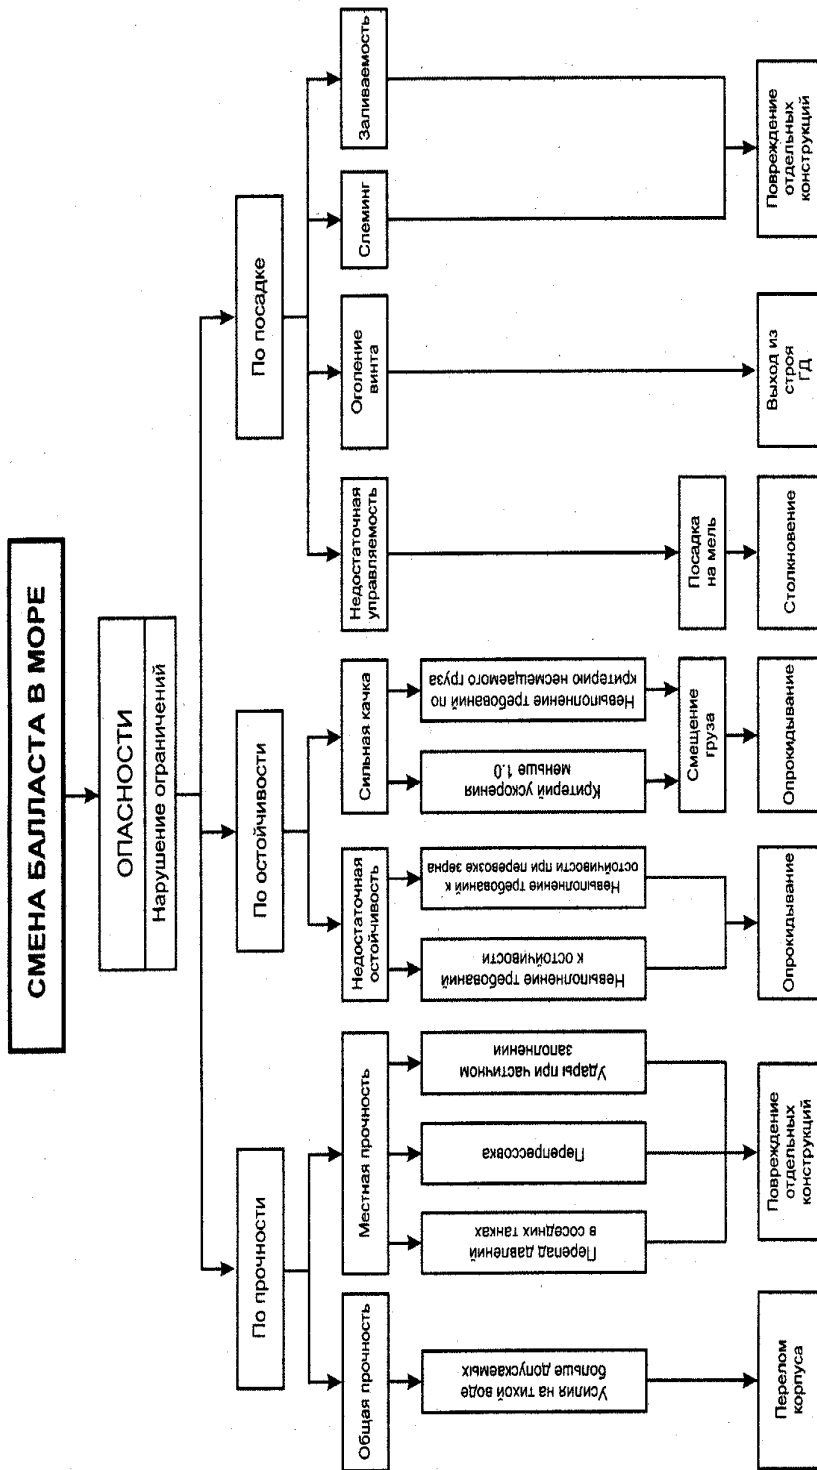 СМЕНА БАЛЛАСТА В МОРЕ
ОПАСНОСТИ
Нарушение ограничений
По прочности
По остойчивости
По посадке
Общая прочность
Местная прочность
Недостаточная
остойчивость
Сильная качка
Недостаточная
управляемость
Оголение
винта
Слеминг
Заливаемость
Усилия на тихой воде
больше допускаемых
Перепад давлений
в соседних танках
Перепрессовка
Удары при частичном
заполнении
Невыполнение требований
к остойчивости
Невыполнение требований к
остойчивости при перевозке зерна
Критерий ускорения
меньше 1.0
Невыполнение требований по
критерию несмещаемого груза
Смещение
груза
Посадка
на мель
Перелом
корпуса
Повреждение
отдельных
конструкций
Опрокидывание
Опрокидывание
Столкновение
Выход из
строя
ГД
Повреждение
отдельных
конструкций